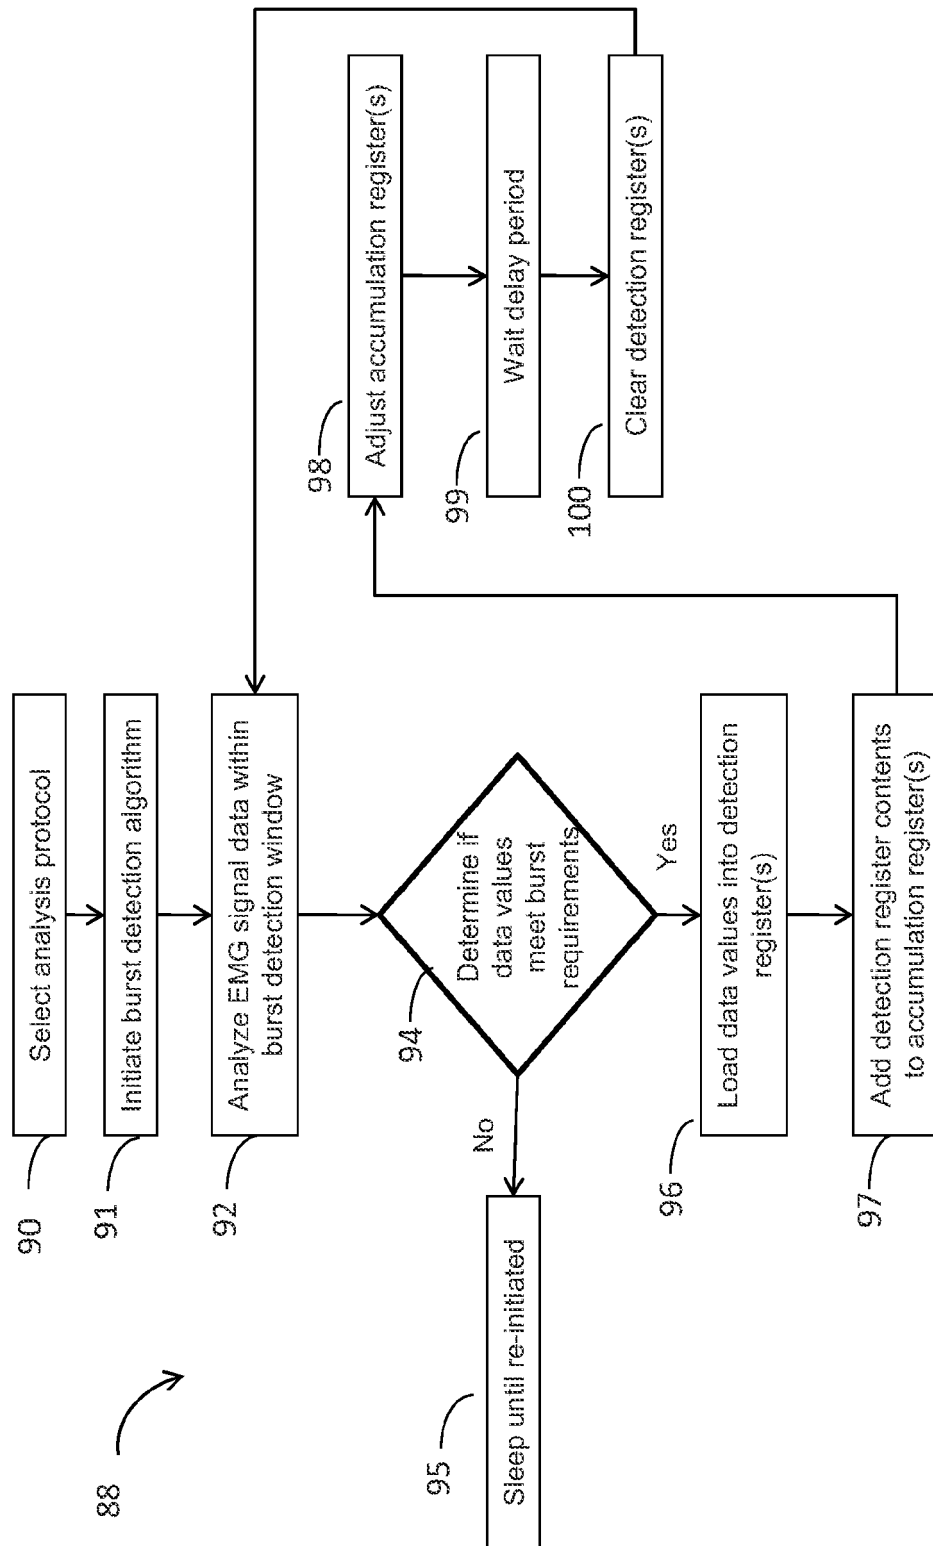 88
90
Select analysis protocol
91
Initiate burst detection algorithm
92
Analyze EMG signal data within
burst detection window
94
Determine if
data values
meet burst
requirements
No
Yes
95
Sleep until re-initiated
96
Load data values into detection
register(s)
97
Add detection register contents
to accumulation register(s)
98
Adjust accumulation register(s)
99
Wait delay period
100
Clear detection register(s)